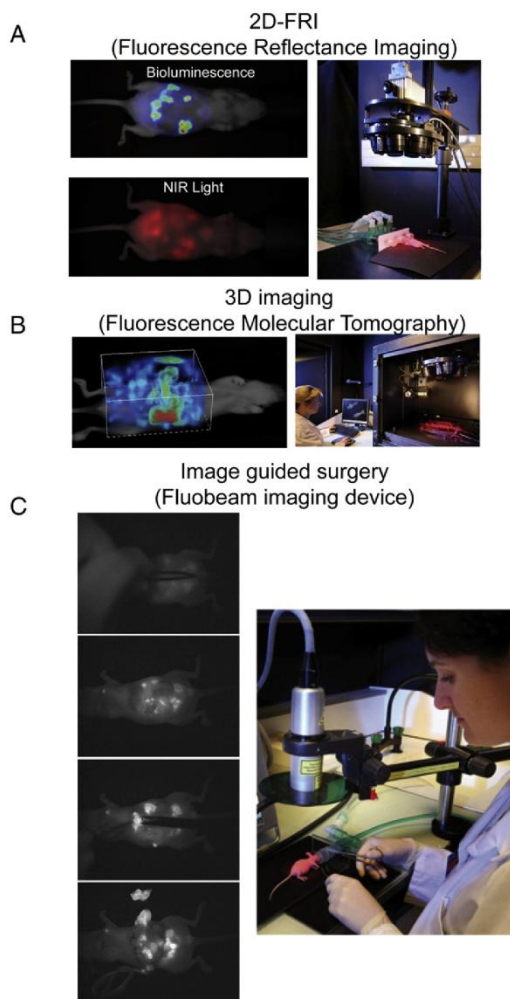 A
2D-FRI
(Fluorescence Reflectance Imaging)
Bioluminescence
NIR Light
B
3D imaging
(Fluorescence Molecular Tomography)
C
Image guided surgery
(Fluobeam imaging device)